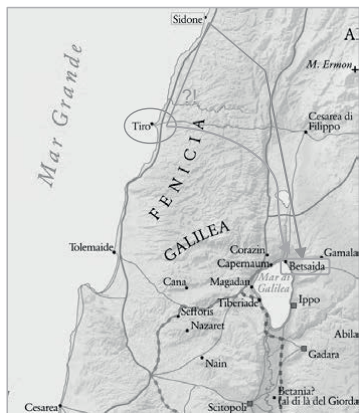 Sidone
A
M. Ermon
?!
Tiro
Cesarea di
Filippo
Mar Grande
FENICIA
GALILEA
Tolemaide
Corazin
Gamala
Capernaum
Betsaida
Mar di
Galilea
Cana
Magadan
Ippo
Tiberiade
Sefforis
Nazaret
Abila
Gadara
Nain
Betania?
(al di là del Giorda
Cesarea
Scitopoli